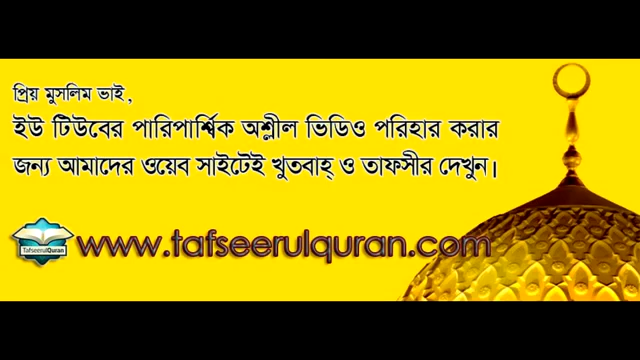 প্রিয় মুসলিম ভাই,
ইউ টিউবের পারিপার্শ্বিক অশ্লীল ভিডিও পরিহার করার
জন্য আমাদের ওয়েব সাইটেই খুতবাহ্ ও তাফসীর দেখুন।
TafseerulQuran
www.tafseerulquran.com